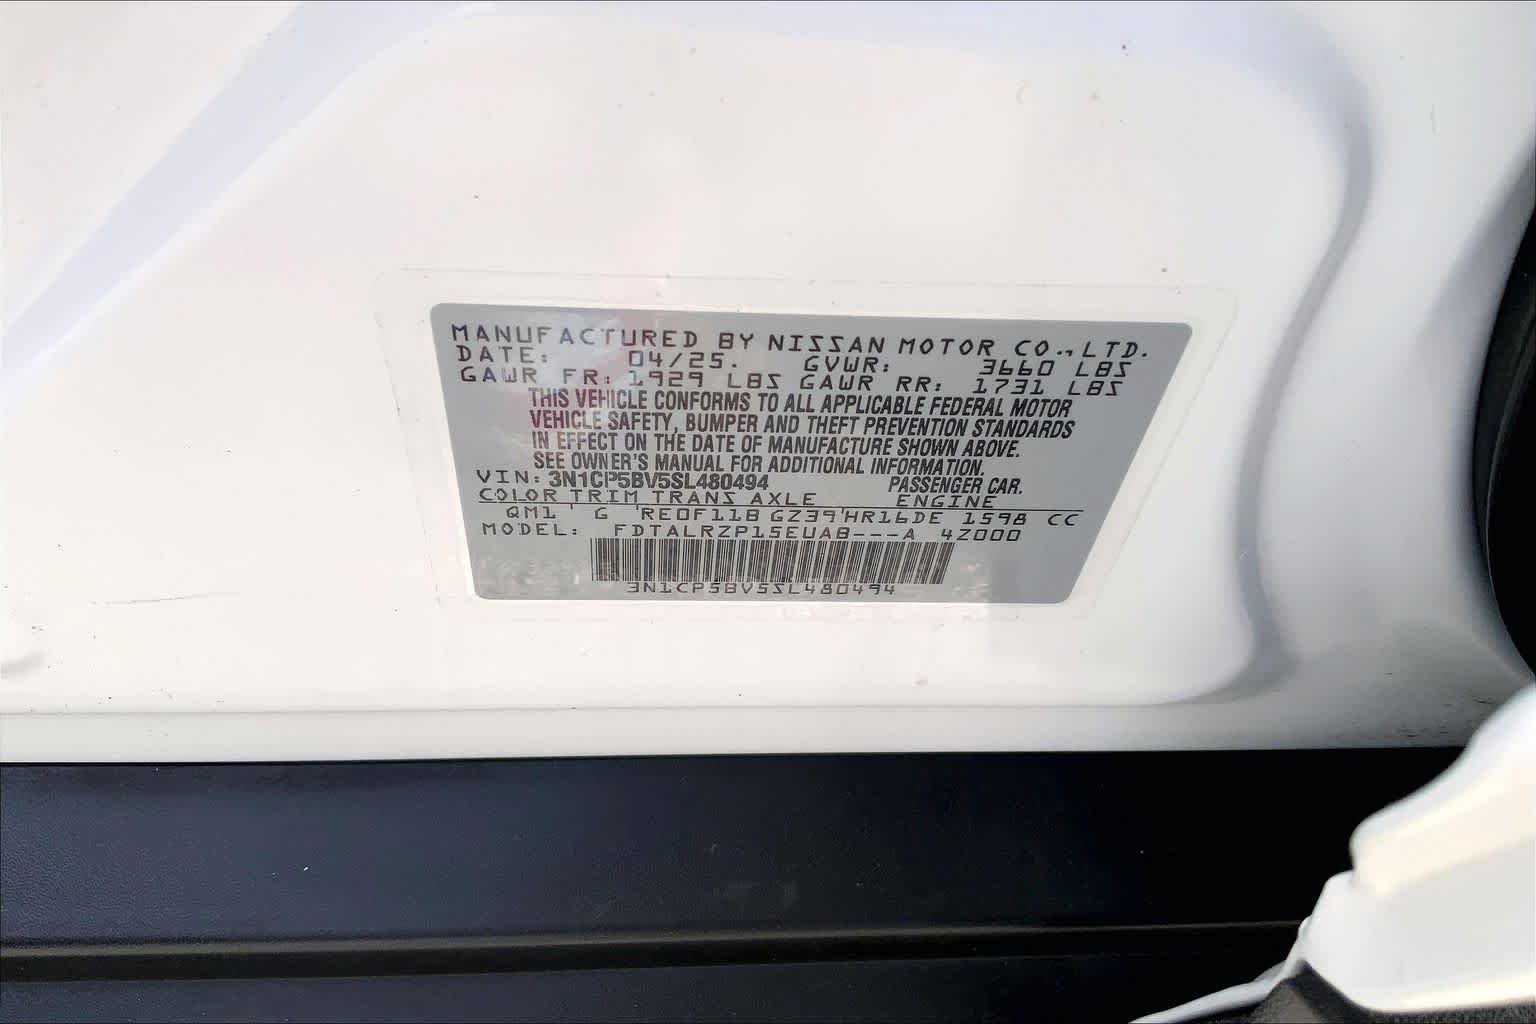 MANUFACTURED BY NISSAN MOTOR CO., LTD.
DATE: 04/25. GVWR: 3660 LBS
GAWR FR: 1929 LBS GAWR RR: 1731 LBS
THIS VEHICLE CONFORMS TO ALL APPLICABLE FEDERAL MOTOR
VEHICLE SAFETY, BUMPER AND THEFT PREVENTION STANDARDS
IN EFFECT ON THE DATE OF MANUFACTURE SHOWN ABOVE.
SEE OWNER'S MANUAL FOR ADDITIONAL INFORMATION.
VIN: 3N1CP5BV5SL480494 PASSENGER CAR.
COLOR TRIM TRANS AXLE ENGINE
QM1 ' G 'RE0F11B GZ39'HR16DE 1598 CC
MODEL: FDTALRZP15EUAB---A 4Z000
3N1CP5BV5SL480494